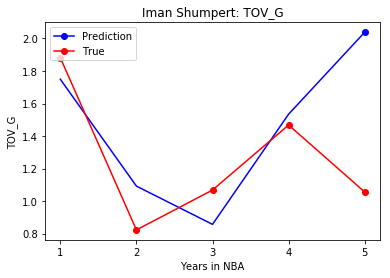 Iman Shumpert: TOV_G
Prediction
True
2.0
1.8
1.6
1.4
1.2
1.0
0.8
TOV_G
1 2 3 4 5
Years in NBA